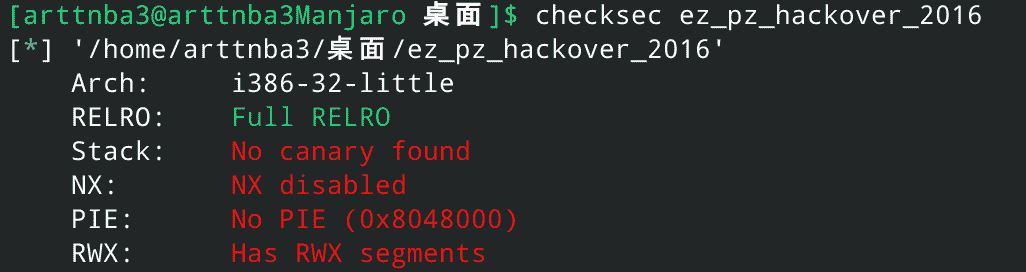 [arttnba3@arttnba3Manjaro 桌面]$ checksec ez_pz_hackover_2016
[*] '/home/arttnba3/桌面/ez_pz_hackover_2016'
Arch: i386-32-little
RELRO: Full RELRO
Stack: No canary found
NX: NX disabled
PIE: No PIE (0x8048000)
RWX: Has RWX segments